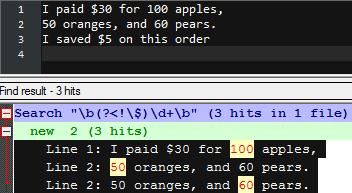 1 I paid $30 for 100 apples,
2 50 oranges, and 60 pears.
3 I saved $5 on this order
4
Find result - 3 hits
Search "\b(?<!\$)\d+\b" (3 hits in 1 file)
new 2 (3 hits)
Line 1: I paid $30 for 100 apples,
Line 2: 50 oranges, and 60 pears.
Line 2: 50 oranges, and 60 pears.